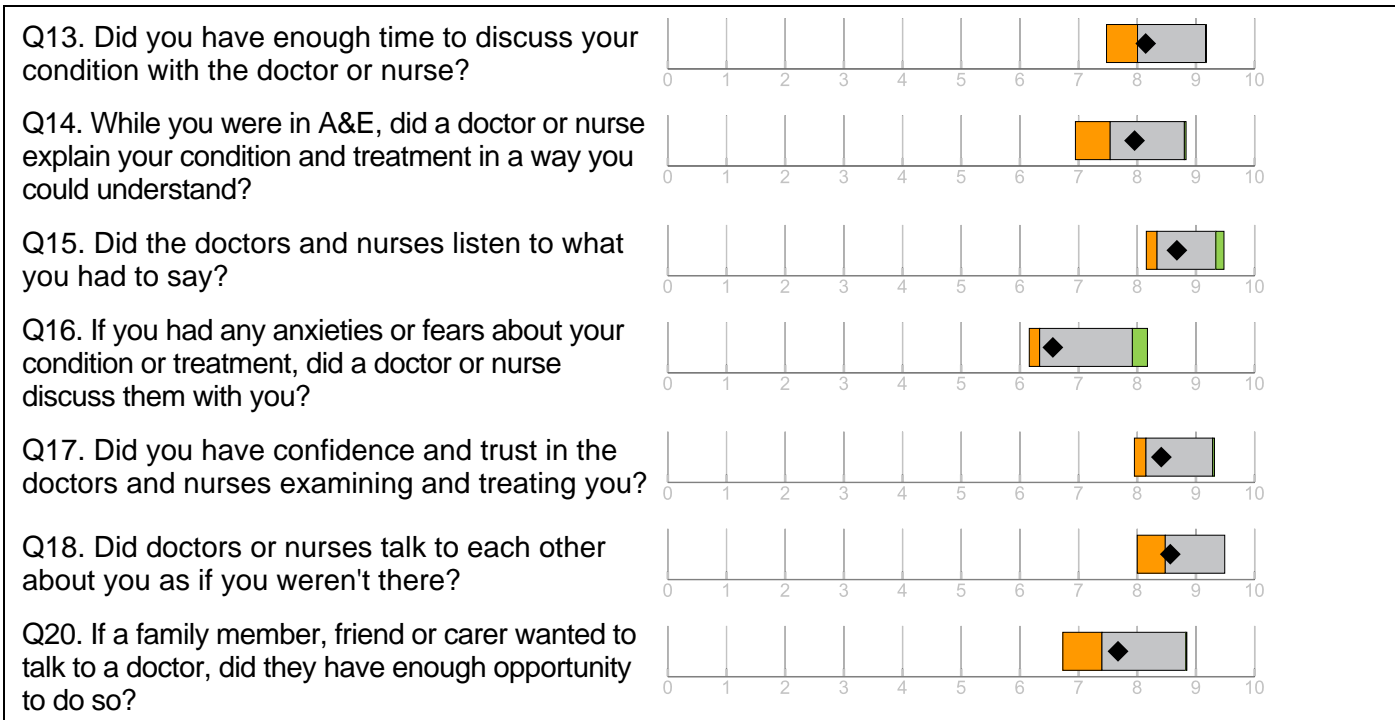 Q13. Did you have enough time to discuss your
condition with the doctor or nurse?
0 1 2 3 4 5 6 7 8 9 10
Q14. While you were in A&E, did a doctor or nurse
explain your condition and treatment in a way you
could understand?
0 1 2 3 4 5 6 7 8 9 10
Q15. Did the doctors and nurses listen to what
you had to say?
0 1 2 3 4 5 6 7 8 9 10
Q16. If you had any anxieties or fears about your
condition or treatment, did a doctor or nurse
discuss them with you?
0 1 2 3 4 5 6 7 8 9 10
Q17. Did you have confidence and trust in the
doctors and nurses examining and treating you?
0 1 2 3 4 5 6 7 8 9 10
Q18. Did doctors or nurses talk to each other
about you as if you weren't there?
0 1 2 3 4 5 6 7 8 9 10
Q20. If a family member, friend or carer wanted to
talk to a doctor, did they have enough opportunity
to do so?
0 1 2 3 4 5 6 7 8 9 10